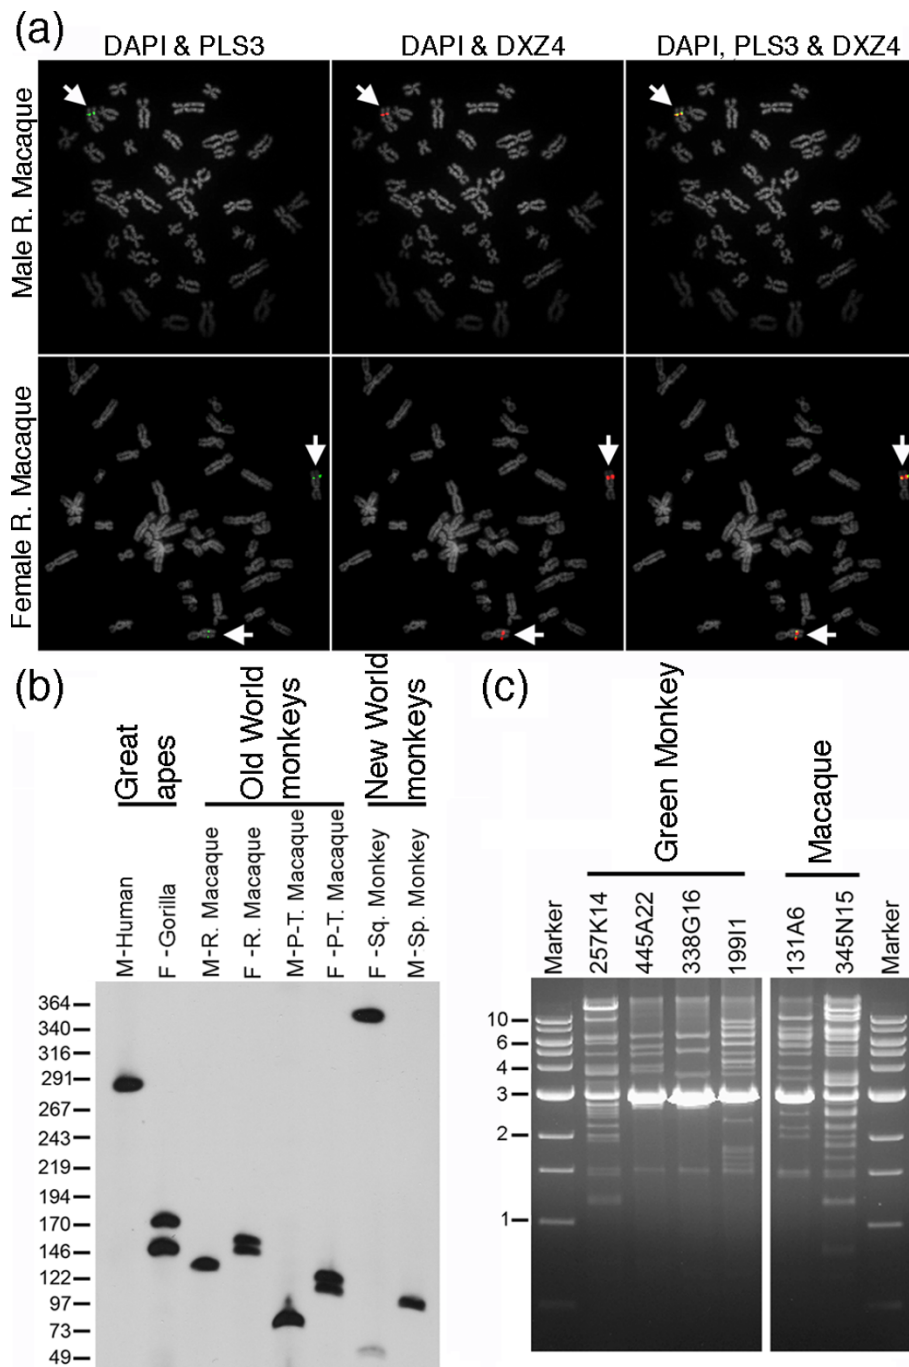 (a)
DAPI & PLS3
DAPI & DXZ4
DAPI, PLS3 & DXZ4
Male R. Macaque
Female R. Macaque
(b)
Great
apes
Old World
monkeys
New World
monkeys
M-Human
F -Gorilla
M-R. Macaque
F -R. Macaque
M-P-T. Macaque
F -P-T. Macaque
F -Sq. Monkey
M-Sp. Monkey
364
340
316
291
267
243
219
194
170
146
122
97
73
49
(c)
Green Monkey
Macaque
Marker
257K14
445A22
338G16
199I1
131A6
345N15
Marker
10
6
4
3
2
1